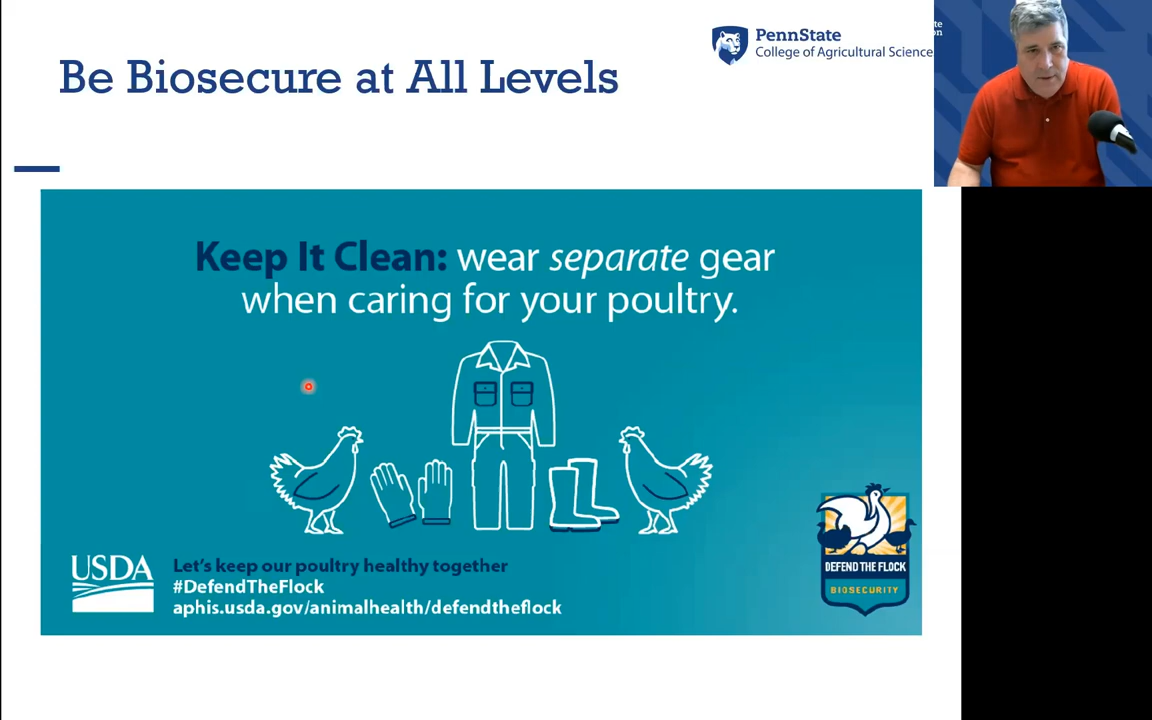 PennState
College of Agricultural Science
te
on
Be Biosecure at All Levels
Keep It Clean: wear separate gear
when caring for your poultry.
USDA
Let's keep our poultry healthy together
#DefendTheFlock
aphis.usda.gov/animalhealth/defendtheflock
DEFEND THE FLOCK
BIOSECURITY